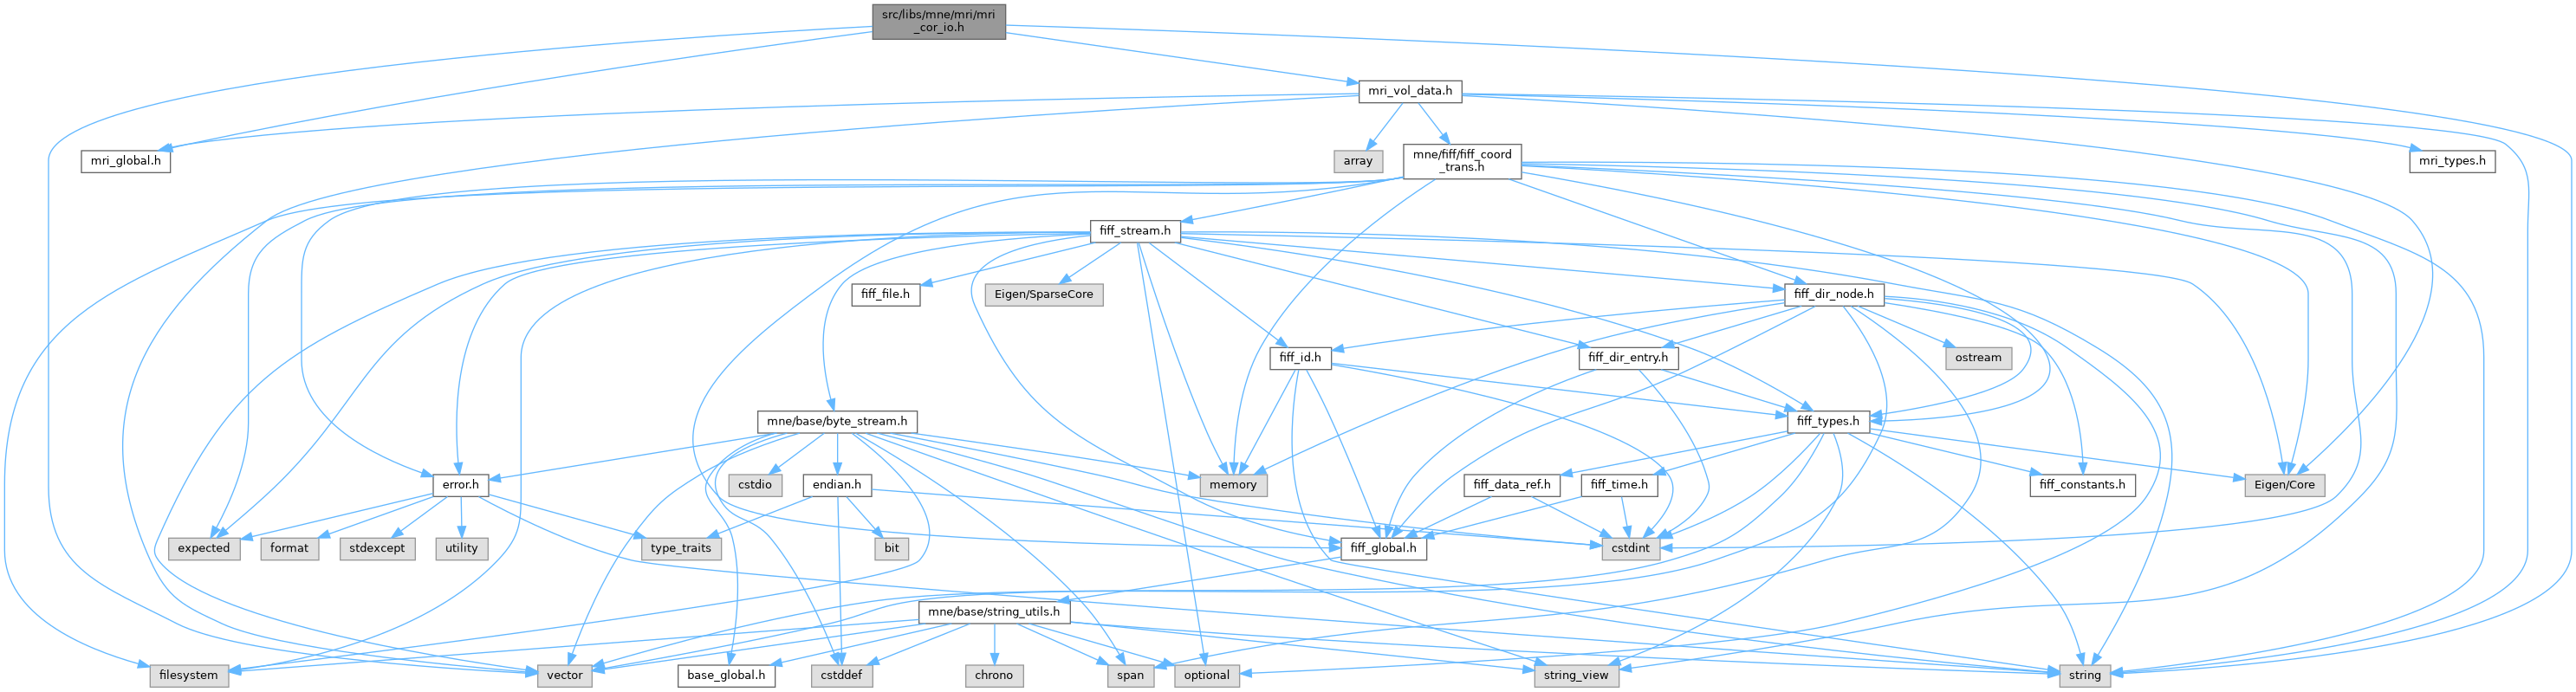 src/libs/mne/mri/mri
_cor_io.h
mri_vol_data.h
mri_global.h
array
mne/fiff/fiff_coord
_trans.h
mri_types.h
fiff_stream.h
fiff_file.h
Eigen/SparseCore
fiff_dir_node.h
fiff_id.h
fiff_dir_entry.h
ostream
mne/base/byte_stream.h
fiff_types.h
error.h
cstdio
endian.h
memory
fiff_data_ref.h
fiff_time.h
fiff_constants.h
Eigen/Core
expected
format
stdexcept
utility
type_traits
bit
fiff_global.h
cstdint
mne/base/string_utils.h
filesystem
vector
base_global.h
cstddef
chrono
span
optional
string_view
string